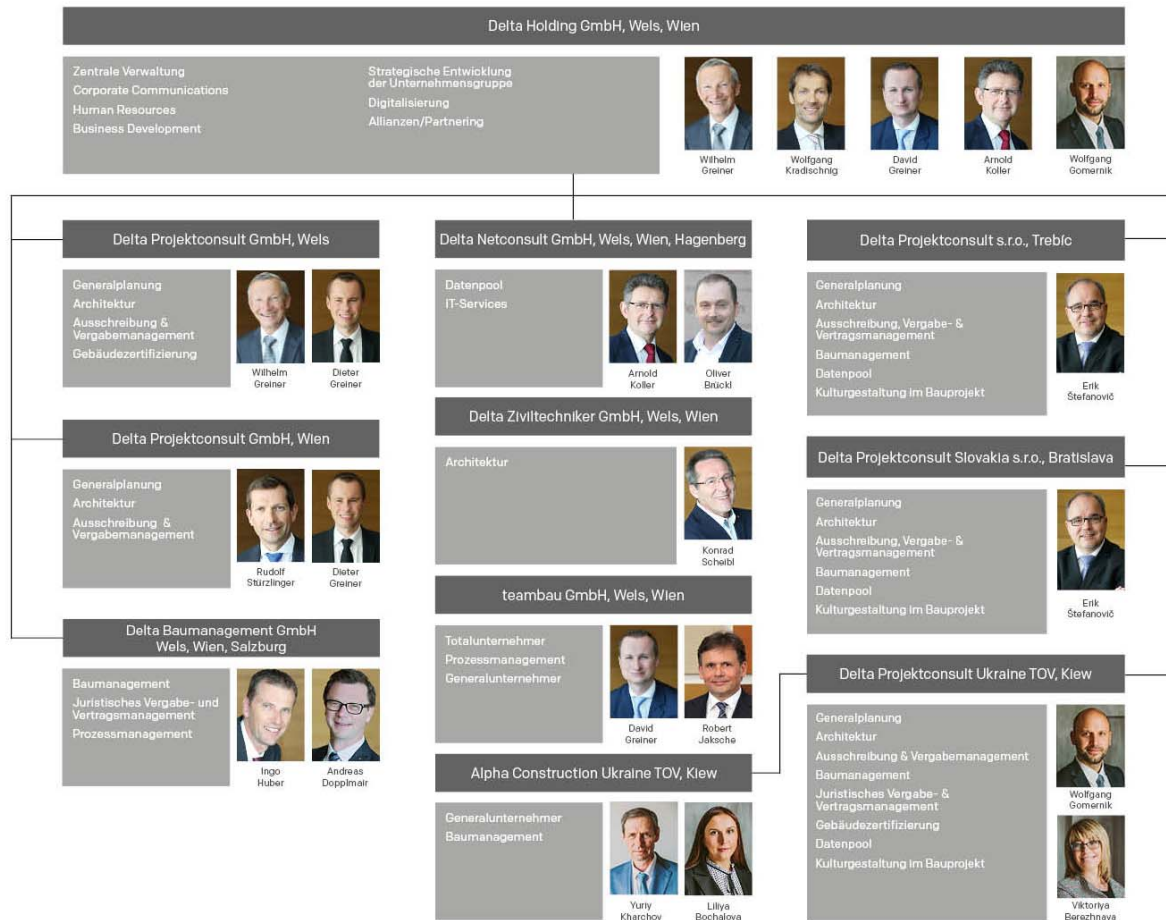 Delta Holding GmbH, Wels, Wien
Zentrale Verwaltung
Corporate Communications
Human Resources
Business Development
Strategische Entwicklung
der Unternehmensgruppe
Digitalisierung
Allianzen/Partnering
Wilhelm
Greiner
Wolfgang
Kradischnig
David
Greiner
Arnold
Koller
Wolfgang
Gomernik
Delta Projektconsult GmbH, Wels
Generalplanung
Architektur
Ausschreibung &
Vergabemanagement
Gebäudezertifizierung
Wilhelm
Greiner
Dieter
Greiner
Delta Projektconsult GmbH, Wien
Generalplanung
Architektur
Ausschreibung &
Vergabemanagement
Rudolf
Stürzlinger
Dieter
Greiner
Delta Baumanagement GmbH
Wels, Wien, Salzburg
Baumanagement
Juristisches Vergabe- und
Vertragsmanagement
Prozessmanagement
Ingo
Huber
Andreas
Dopplmair
Delta Netconsult GmbH, Wels, Wien, Hagenberg
Datenpool
IT-Services
Arnold
Koller
Oliver
Brückl
Delta Ziviltechniker GmbH, Wels, Wien
Architektur
Konrad
Scheibl
teambau GmbH, Wels, Wien
Totalunternehmer
Prozessmanagement
Generalunternehmer
David
Greiner
Robert
Jaksche
Alpha Construction Ukraine TOV, Kiew
Generalunternehmer
Baumanagement
Yuriy
Kharchov
Liliya
Bochalova
Delta Projektconsult s.r.o., Trebíc
Generalplanung
Architektur
Ausschreibung, Vergabe- &
Vertragsmanagement
Baumanagement
Datenpool
Kulturgestaltung im Bauprojekt
Erik
Štefanovič
Delta Projektconsult Slovakia s.r.o., Bratislava
Generalplanung
Architektur
Ausschreibung, Vergabe- &
Vertragsmanagement
Baumanagement
Datenpool
Kulturgestaltung im Bauprojekt
Erik
Štefanovič
Delta Projektconsult Ukraine TOV, Kiew
Generalplanung
Architektur
Ausschreibung & Vergabemanagement
Baumanagement
Juristisches Vergabe- &
Vertragsmanagement
Gebäudezertifizierung
Datenpool
Kulturgestaltung im Bauprojekt
Wolfgang
Gomernik
Viktoriya
Berezhnaya